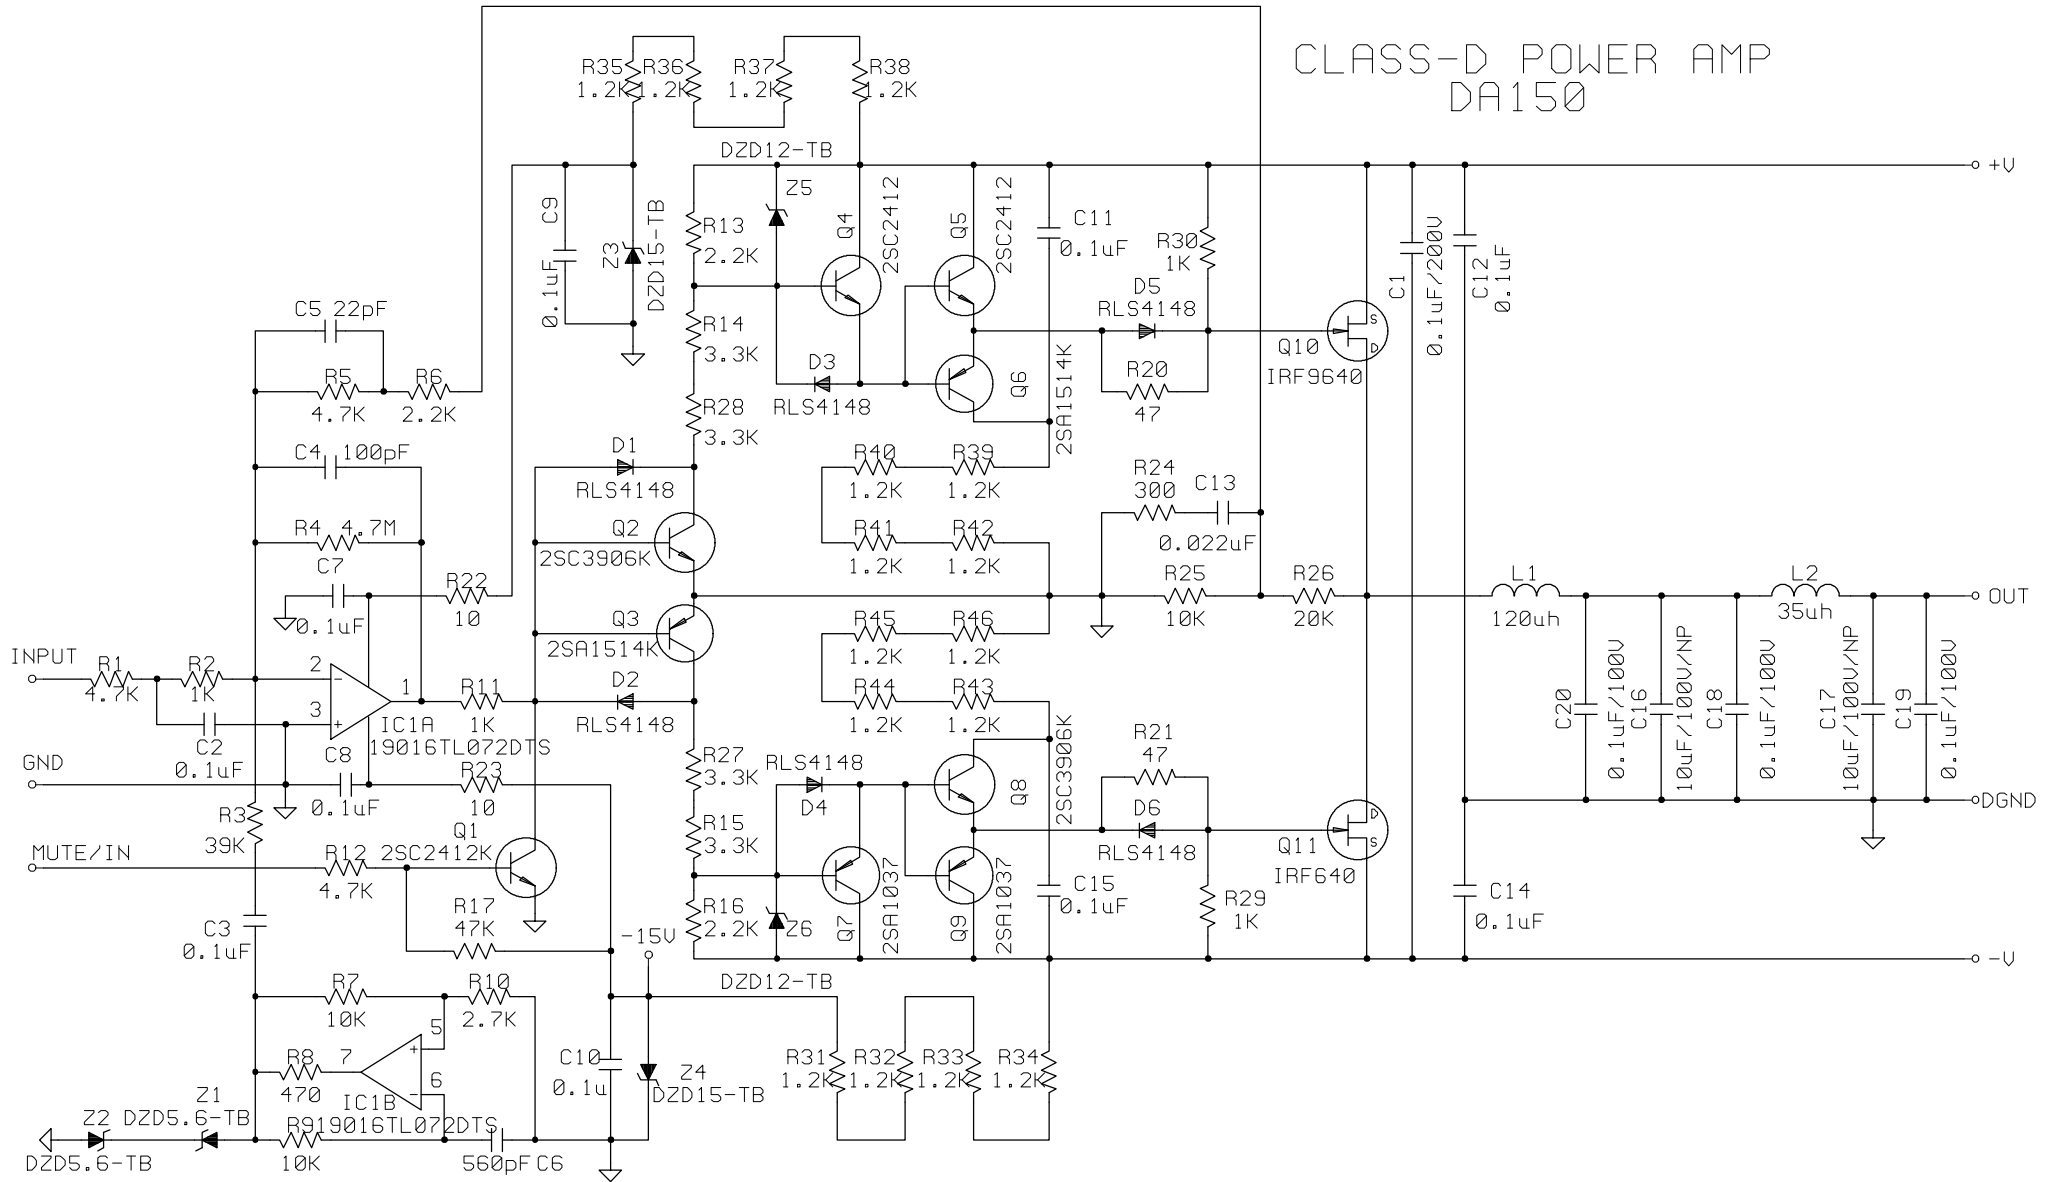 CLASS-D POWER AMP
DA150
R35
1.2K
R36
1.2K
R37
1.2K
R38
1.2K
DZD12-TB
+V
Z5
Q4
2SC2412
Q5
2SC2412
C9
0.1uF
Z3
DZD15-TB
R13
2.2K
C11
0.1uF
R30
1K
C1
0.1uF/200V
C12
0.1uF
D5
RLS4148
C5 22pF
R14
3.3K
S
D
Q10
IRF9640
R5
4.7K
R6
2.2K
D3
RLS4148
Q6
2SA1514K
R20
47
R28
3.3K
C4
100pF
D1
RLS4148
R40
1.2K
R39
1.2K
R24
300
C13
0.022uF
R4
4.7M
Q2
2SC3906K
R41
1.2K
R42
1.2K
C7
0.1uF
R22
10
R25
10K
R26
20K
L1
120uh
L2
35uh
OUT
Q3
2SA1514K
R45
1.2K
R46
1.2K
INPUT
R1
4.7K
R2
1K
2
-
3
+
1
IC1A
19016TL072DTS
R11
1K
D2
RLS4148
R44
1.2K
R43
1.2K
C20
0.1uF/100V
C16
10uF/100V/NP
C18
0.1uF/100V
C17
10uF/100V/NP
C19
0.1uF/100V
C2
0.1uF
GND
C8
0.1uF
R23
10
R27
3.3K
RLS4148
D4
Q8
2SC3906K
R21
47
D6
RLS4148
DGND
R3
39K
Q1
2SC2412K
R15
3.3K
D
S
Q11
IRF640
MUTE/IN
R12
4.7K
R17
47K
C3
0.1uF
-15V
R16
2.2K
Z6
Q7
2SA1037
Q9
2SA1037
C15
0.1uF
R29
1K
C14
0.1uF
-V
DZD12-TB
R7
10K
R10
2.7K
5
+
6
-
7
R8
470
IC1B
19016TL072DTS
C10
0.1u
Z4
DZD15-TB
R31
1.2K
R32
1.2K
R33
1.2K
R34
1.2K
Z1
DZD5.6-TB
Z2
DZD5.6-TB
R9
10K
560pF C6